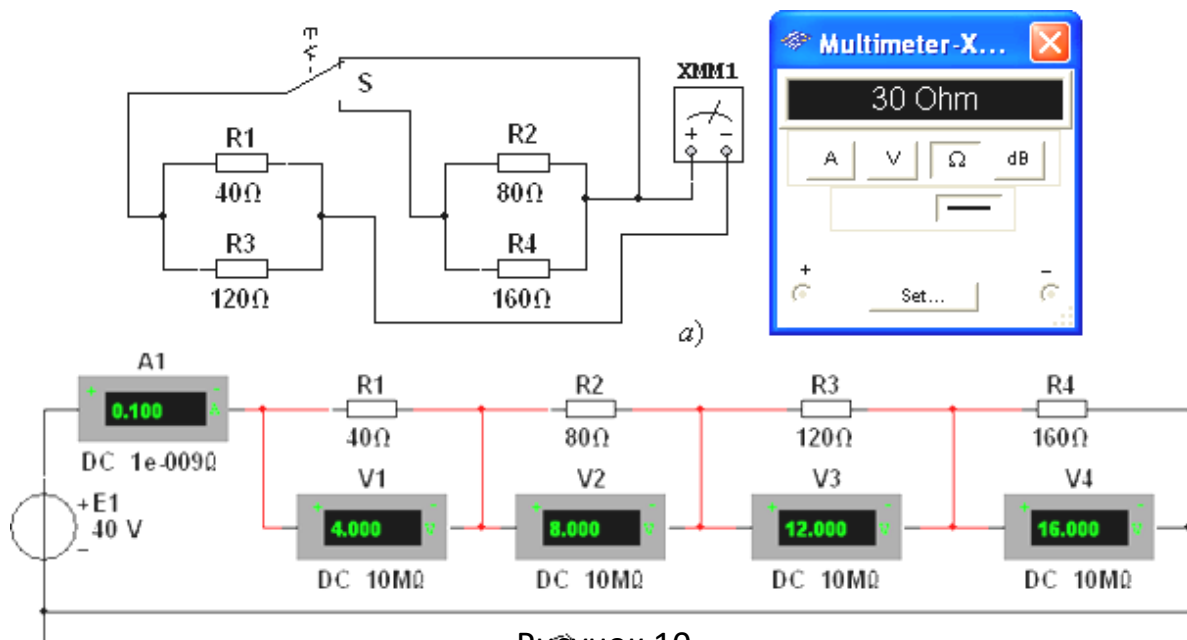 Multimeter-X...
XMM1
30 Ohm
S
+ –
A V Ω dB
R1 R2
40Ω 80Ω
R3 R4
120Ω 160Ω
+ –
Set...
а)
A1
+ –
0.100 A
DC 1e-009Ω
R1 R2 R3 R4
40Ω 80Ω 120Ω 160Ω
V1 V2 V3 V4
+E1
40 V
–
4.000 8.000 12.000 16.000
DC 10MΩ DC 10MΩ DC 10MΩ DC 10MΩ
10